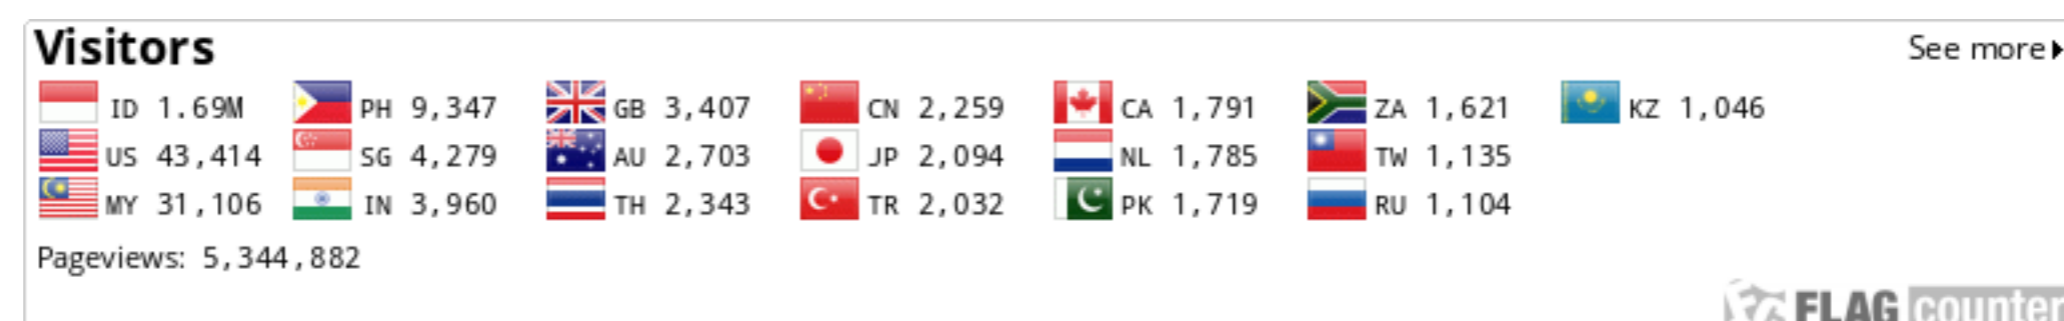 Visitors
See more
ID 1.69M PH 9,347 GB 3,407 CN 2,259 CA 1,791 ZA 1,621 KZ 1,046
US 43,414 SG 4,279 AU 2,703 JP 2,094 NL 1,785 TW 1,135
MY 31,106 IN 3,960 TH 2,343 TR 2,032 PK 1,719 RU 1,104
Pageviews: 5,344,882
FLAG counter